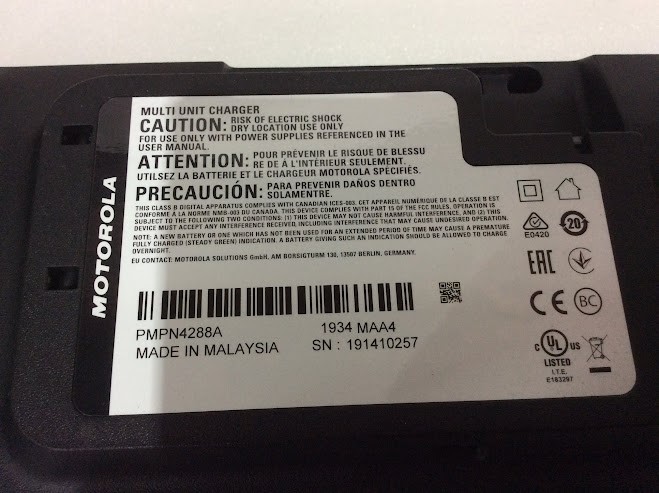 MOTOROLA
MULTI UNIT CHARGER
CAUTION: RISK OF ELECTRIC SHOCK
DRY LOCATION USE ONLY
FOR USE ONLY WITH POWER SUPPLIES REFERENCED IN THE
USER MANUAL.
ATTENTION: POUR PRÉVENIR LE RISQUE DE BLESSU
RE DE À L'INTÉRIEUR SEULEMENT.
UTILSEZ LA BATTERIE ET LE CHARGEUR MOTOROLA SPÉCIFIÉS.
PRECAUCIÓN: PARA PREVENIR DAÑOS DENTRO
SOLAMENTRE.
THIS CLASS B DIGITAL APPARATUS COMPLIES WITH CANADIAN ICES-003. CET APPAREIL NUMÉRIQUE DE LA CLASSE B EST
CONFORME A LA NORME NMB-003 DU CANADA. THIS DEVICE COMPLIES WITH PART 15 OF THE FCC RULES. OPERATION IS
SUBJECT TO THE FOLLOWING TWO CONDITIONS: (1) THIS DEVICE MAY NOT CAUSE HARMFUL INTERFERENCE, AND (2) THIS
DEVICE MUST ACCEPT ANY INTERFERENCE RECEIVED, INCLUDING INTERFERENCE THAT MAY CAUSE UNDESIRED OPERATION.
NOTE: A NEW BATTERY OR ONE WHICH HAS NOT BEEN USED FOR AN EXTENDED PERIOD OF TIME MAY CAUSE A PREMATURE
FULLY CHARGED (STEADY GREEN) INDICATION. A BATTERY GIVING SUCH AN INDICATION SHOULD BE ALLOWED TO CHARGE
OVERNIGHT.
EU CONTACT: MOTOROLA SOLUTIONS GmbH, AM BORSIGTURM 130, 13507 BERLIN, GERMANY.
E0420
20
EAC
CE
BC
PMPN4288A
1934 MAA4
MADE IN MALAYSIA
SN : 191410257
C UL US
LISTED
I.T.E.
E183297